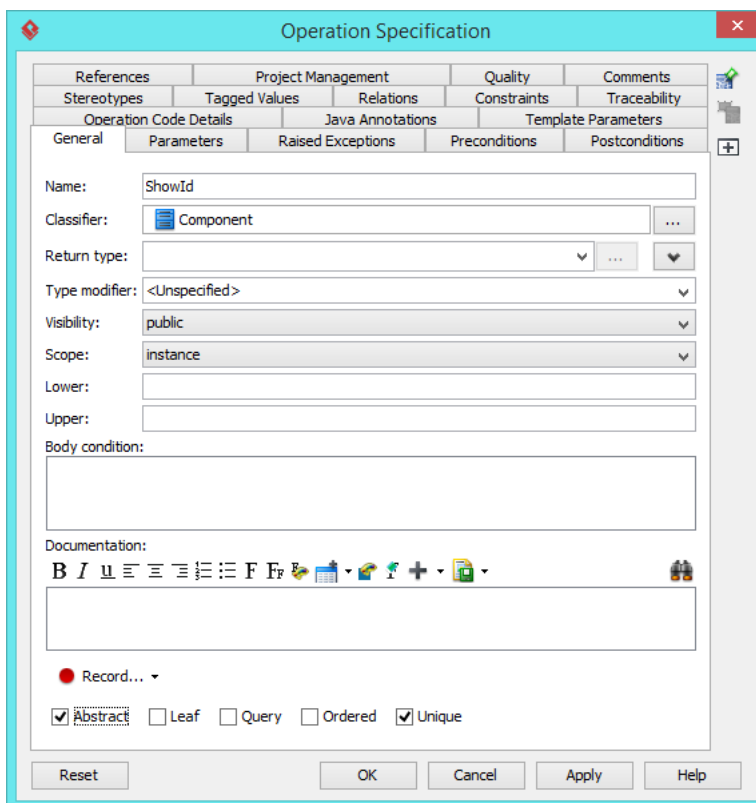 Operation Specification
References Project Management Quality Comments
Stereotypes Tagged Values Relations Constraints Traceability
Operation Code Details Java Annotations Template Parameters
General Parameters Raised Exceptions Preconditions Postconditions
Name: ShowId
Classifier: Component ...
Return type: ...
Type modifier: <Unspecified>
Visibility: public
Scope: instance
Lower:
Upper:
Body condition:
Documentation:
B I u F FF
Record...
Abstract Leaf Query Ordered Unique
Reset OK Cancel Apply Help